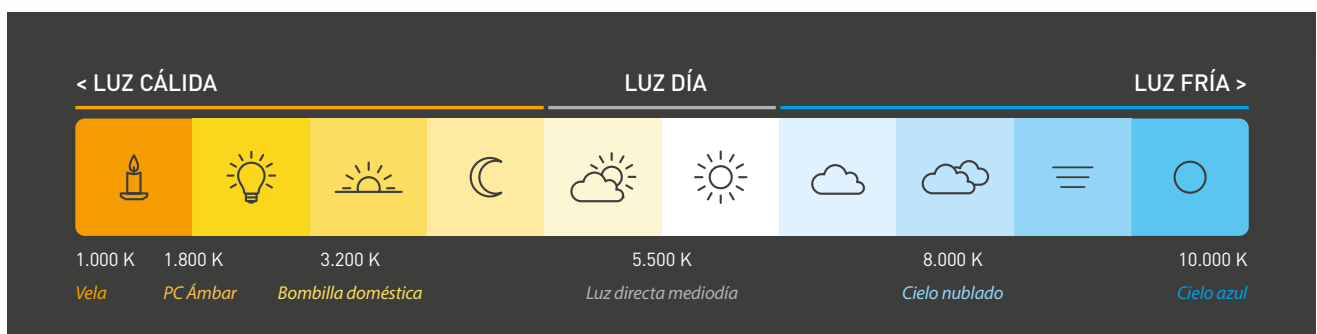 < LUZ CÁLIDA
LUZ DÍA
LUZ FRÍA >
1.000 K
1.800 K
3.200 K
5.500 K
8.000 K
10.000 K
Vela
PC Ámbar
Bombilla doméstica
Luz directa mediodía
Cielo nublado
Cielo azul